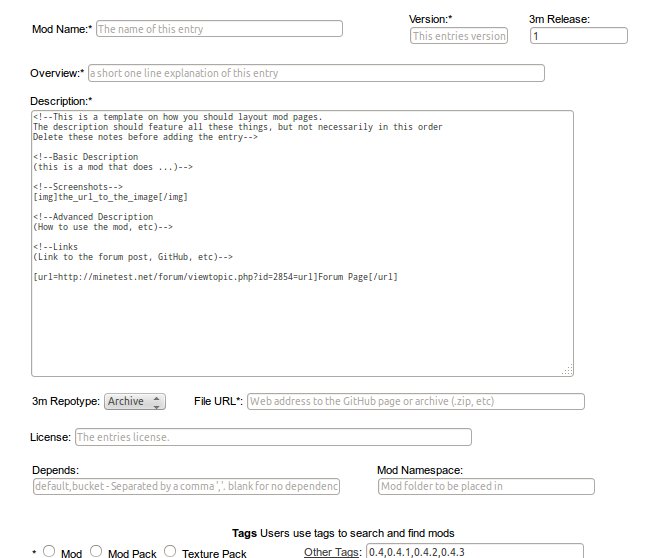 Mod Name:* The name of this entry Version:* This entries version 3m Release: 1
Overview:* a short one line explanation of this entry
Description:*
<!--This is a template on how you should layout mod pages.
The description should feature all these things, but not necessarily in this order
Delete these notes before adding the entry-->
<!--Basic Description
(this is a mod that does ...)-->
<!--Screenshots-->
[img]the_url_to_the_image[/img]
<!--Advanced Description
(How to use the mod, etc)-->
<!--Links
(Link to the forum post, GitHub, etc)-->
[url=http://minetest.net/forum/viewtopic.php?id=2854=url]Forum Page[/url]
3m Repotype: Archive File URL*: Web address to the GitHub page or archive (.zip, etc)
License: The entries license.
Depends: Mod Namespace:
default,bucket - Separated by a comma ','. blank for no dependenc Mod folder to be placed in
Tags Users use tags to search and find mods
* Mod Mod Pack Texture Pack Other Tags: 0.4,0.4.1,0.4.2,0.4.3